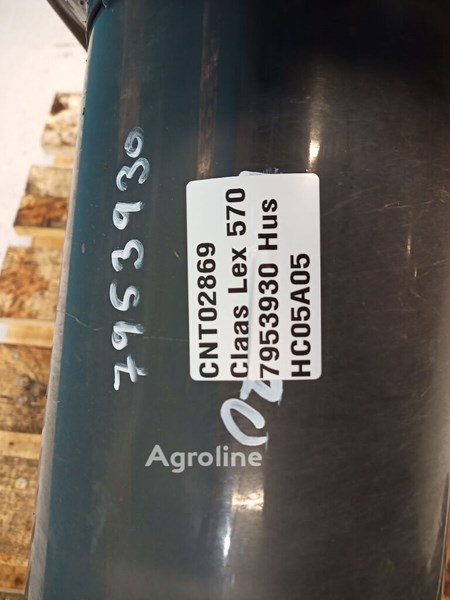 7953930
CNT02869
Claas Lex 570
7953930 Hus
HC05A05
Agroline